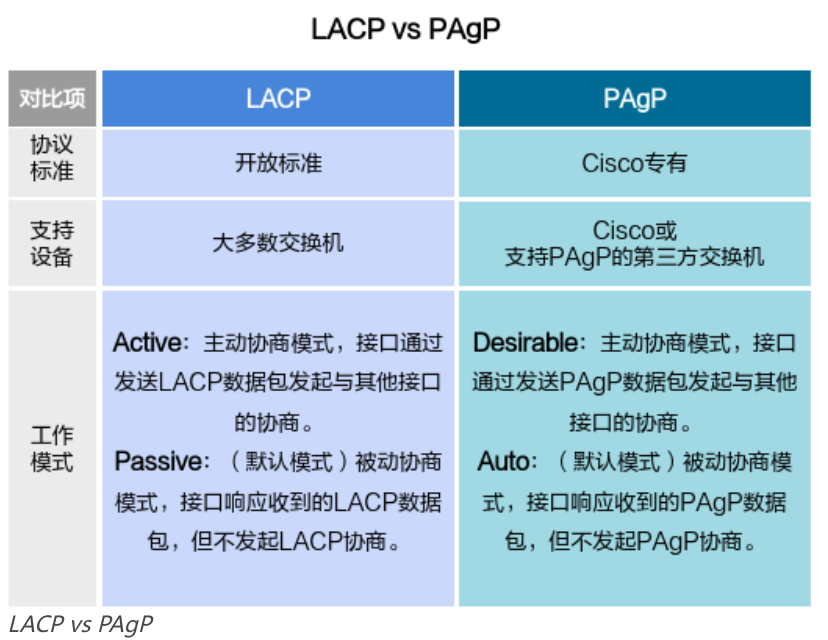 LACP vs PAgP
对比项
LACP
PAgP
协议
标准
开放标准
Cisco专有
支持
设备
大多数交换机
Cisco或
支持PAgP的第三方交换机
工作
模式
Active：主动协商模式，接口通过
发送LACP数据包发起与其他接口
的协商。
Passive：（默认模式）被动协商
模式，接口响应收到的LACP数据
包，但不发起LACP协商。
Desirable：主动协商模式，接口
通过发送PAgP数据包发起与其他
接口的协商。
Auto：（默认模式）被动协商模
式，接口响应收到的PAgP数据
包，但不发起PAgP协商。
LACP vs PAgP